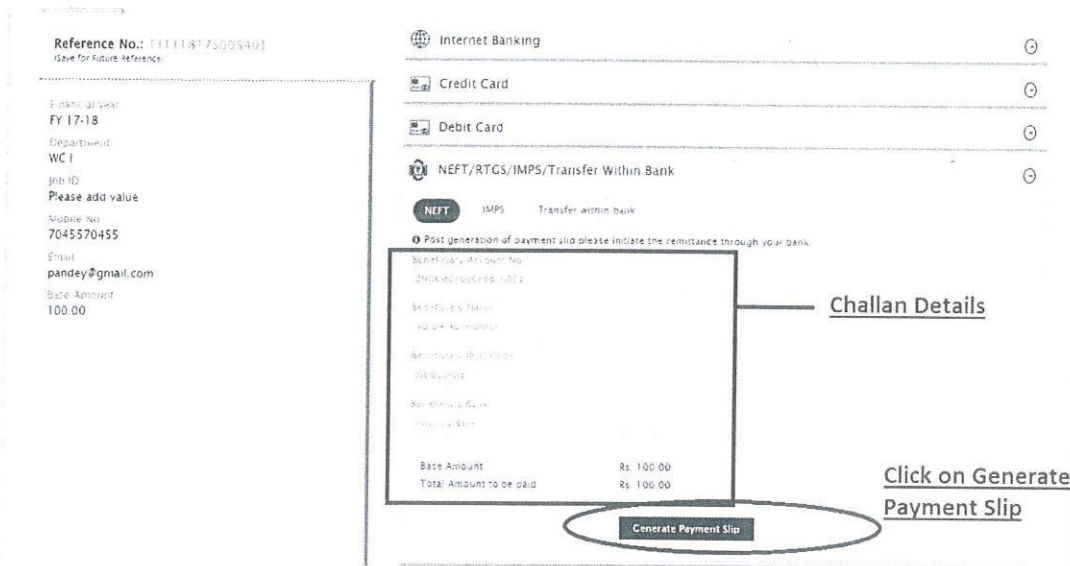 Reference No.:
(Save for Future Reference)
Financial year
FY 17-18
Department
WC I
Job ID
Please add value
Mobile No
7045570455
Email
pandey@gmail.com
Base Amount
100.00
Internet Banking
Credit Card
Debit Card
NEFT/RTGS/IMPS/Transfer Within Bank
NEFT IMPS Transfer within bank
Post generation of payment slip please initiate the remittance through your bank
Beneficiary Account No
Beneficiary Name
Beneficiary IFSC Code
Beneficiary Bank
Base Amount Rs. 100.00
Total Amount to be paid Rs. 100.00
Generate Payment Slip
Challan Details
Click on Generate
Payment Slip